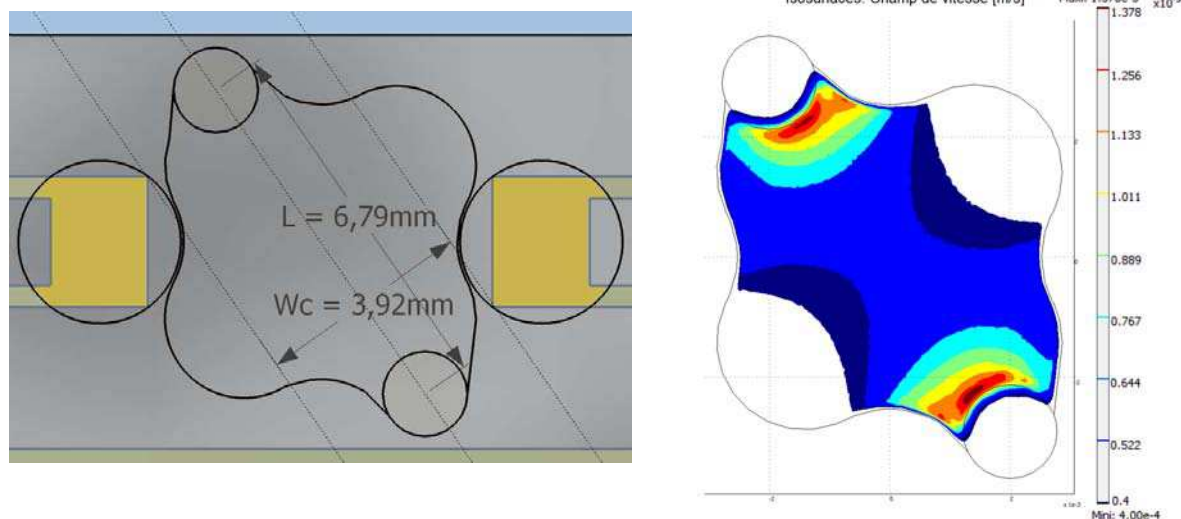 L = 6,79mm
Wc = 3,92mm
Champ de vitesse [m/s]
1.378
1.256
1.133
1.011
0.889
0.767
0.644
0.522
0.4
Mini: 4.00e-4